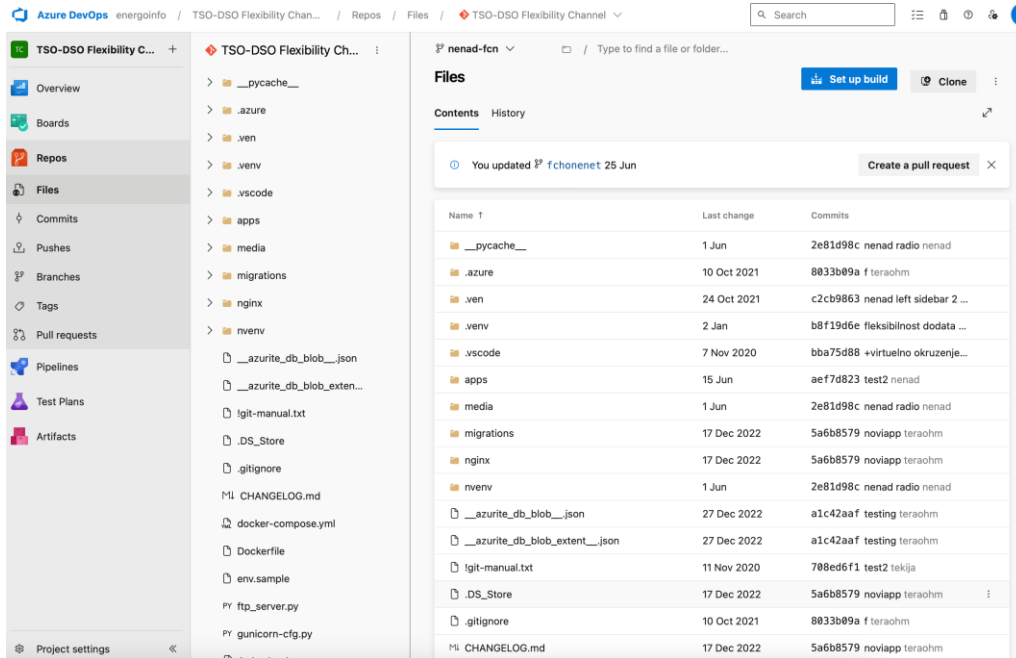 Azure DevOps energoinfo / TSO-DSO Flexibility Chan... / Repos / Files / TSO-DSO Flexibility Channel
Search
TC TSO-DSO Flexibility C... +
Overview
Boards
Repos
Files
Commits
Pushes
Branches
Tags
Pull requests
Pipelines
Test Plans
Artifacts
Project settings
TSO-DSO Flexibility Ch...
__pycache__
.azure
.ven
.venv
.vscode
apps
media
migrations
nginx
nvenv
__azurite_db_blob__.json
__azurite_db_blob_exten...
!git-manual.txt
.DS_Store
.gitignore
M↓ CHANGELOG.md
docker-compose.yml
Dockerfile
env.sample
PY ftp_server.py
PY gunicorn-cfg.py
nenad-fcn / Type to find a file or folder...
Files
Set up build
Clone
Contents History
You updated fchonenet 25 Jun
Create a pull request
Name ↑ Last change Commits
__pycache__ 1 Jun 2e81d98c nenad radio nenad
.azure 10 Oct 2021 8033b09a f teraohm
.ven 24 Oct 2021 c2cb9863 nenad left sidebar 2 ...
.venv 2 Jan b8f19d6e fleksibilnost dodata ...
.vscode 7 Nov 2020 bba75d88 +virtuelno okruzenje...
apps 15 Jun aef7d823 test2 nenad
media 1 Jun 2e81d98c nenad radio nenad
migrations 17 Dec 2022 5a6b8579 noviapp teraohm
nginx 17 Dec 2022 5a6b8579 noviapp teraohm
nvenv 1 Jun 2e81d98c nenad radio nenad
__azurite_db_blob__.json 27 Dec 2022 a1c42aaf testing teraohm
__azurite_db_blob_extent__.json 27 Dec 2022 a1c42aaf testing teraohm
!git-manual.txt 11 Nov 2020 708ed6f1 test2 tekija
.DS_Store 17 Dec 2022 5a6b8579 noviapp teraohm
.gitignore 10 Oct 2021 8033b09a f teraohm
M↓ CHANGELOG.md 17 Dec 2022 5a6b8579 noviapp teraohm